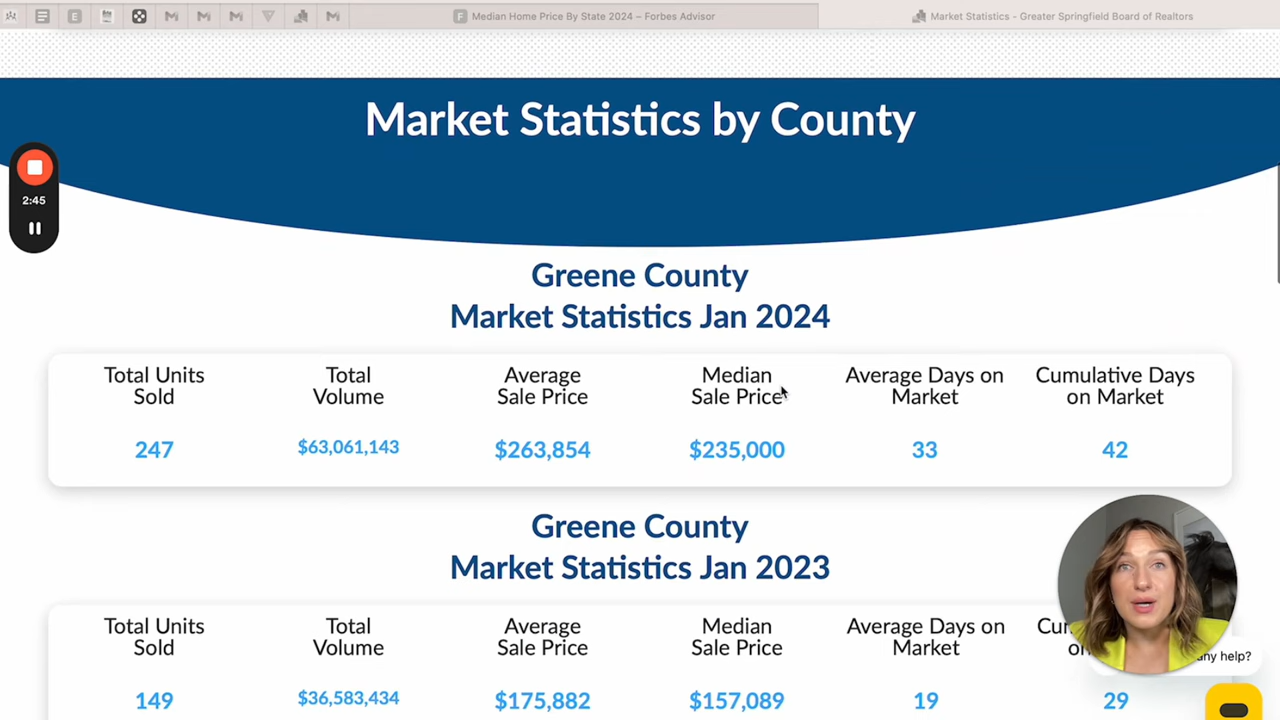 Median Home Price By State 2024 – Forbes Advisor
Market Statistics - Greater Springfield Board of Realtors
Market Statistics by County
2:45
Greene County
Market Statistics Jan 2024
Total Units Sold
Total Volume
Average Sale Price
Median Sale Price
Average Days on Market
Cumulative Days on Market
247
$63,061,143
$263,854
$235,000
33
42
Greene County
Market Statistics Jan 2023
Total Units Sold
Total Volume
Average Sale Price
Median Sale Price
Average Days on Market
149
$36,583,434
$175,882
$157,089
19
29
any help?